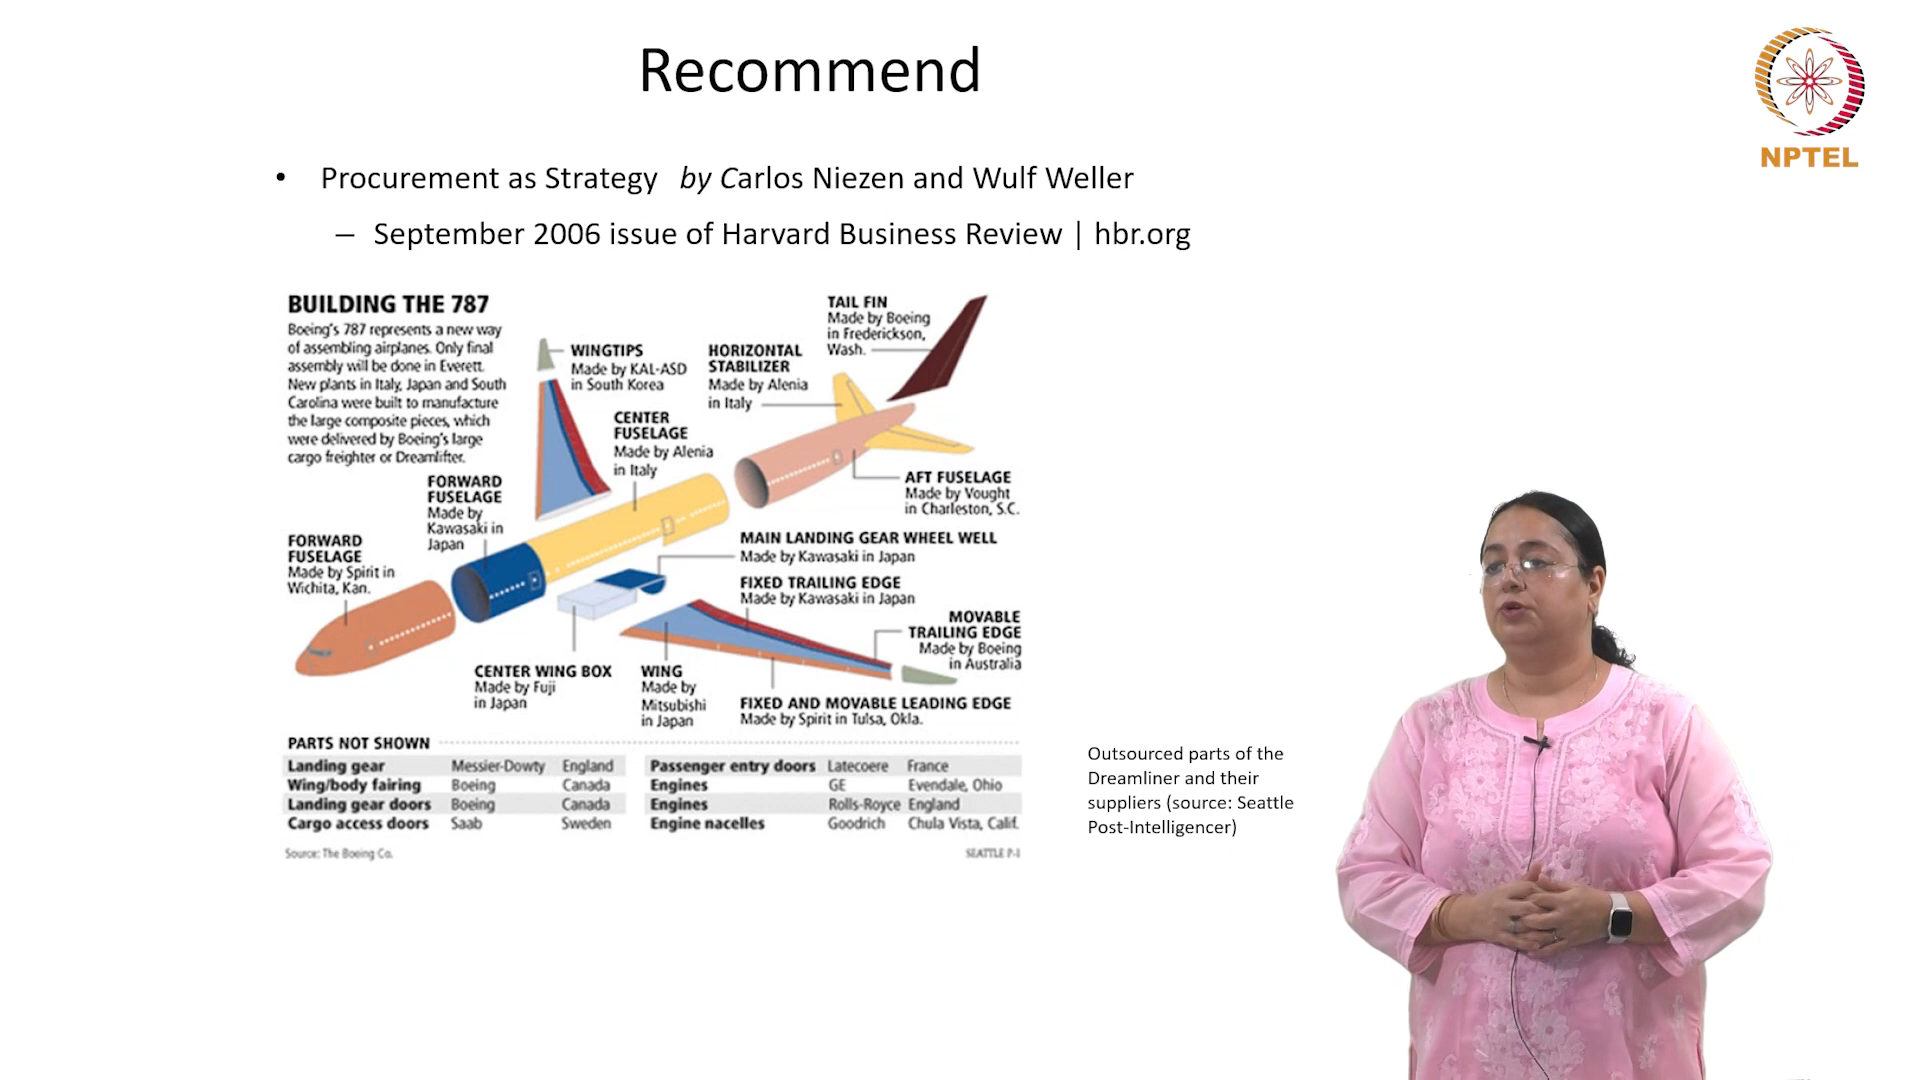 Recommend
NPTEL
• Procurement as Strategy by Carlos Niezen and Wulf Weller
– September 2006 issue of Harvard Business Review | hbr.org
BUILDING THE 787
Boeing's 787 represents a new way
of assembling airplanes. Only final
assembly will be done in Everett.
New plants in Italy, Japan and South
Carolina were built to manufacture
the large composite pieces, which
were delivered by Boeing's large
cargo freighter or Dreamlifter.
WINGTIPS
Made by KAL-ASD
in South Korea
HORIZONTAL
STABILIZER
Made by Alenia
in Italy
TAIL FIN
Made by Boeing
in Frederickson,
Wash.
CENTER
FUSELAGE
Made by Alenia
in Italy
FORWARD
FUSELAGE
Made by
Kawasaki in
Japan
FORWARD
FUSELAGE
Made by Spirit in
Wichita, Kan.
AFT FUSELAGE
Made by Vought
in Charleston, S.C.
MAIN LANDING GEAR WHEEL WELL
Made by Kawasaki in Japan
FIXED TRAILING EDGE
Made by Kawasaki in Japan
MOVABLE
TRAILING EDGE
Made by Boeing
in Australia
CENTER WING BOX
Made by Fuji
in Japan
WING
Made by
Mitsubishi
in Japan
FIXED AND MOVABLE LEADING EDGE
Made by Spirit in Tulsa, Okla.
PARTS NOT SHOWN
Landing gear Messier-Dowty England Passenger entry doors Latecoere France
Wing/body fairing Boeing Canada Engines GE Evendale, Ohio
Landing gear doors Boeing Canada Engines Rolls-Royce England
Cargo access doors Saab Sweden Engine nacelles Goodrich Chula Vista, Calif.
Source: The Boeing Co. SEATTLE P-I
Outsourced parts of the
Dreamliner and their
suppliers (source: Seattle
Post-Intelligencer)